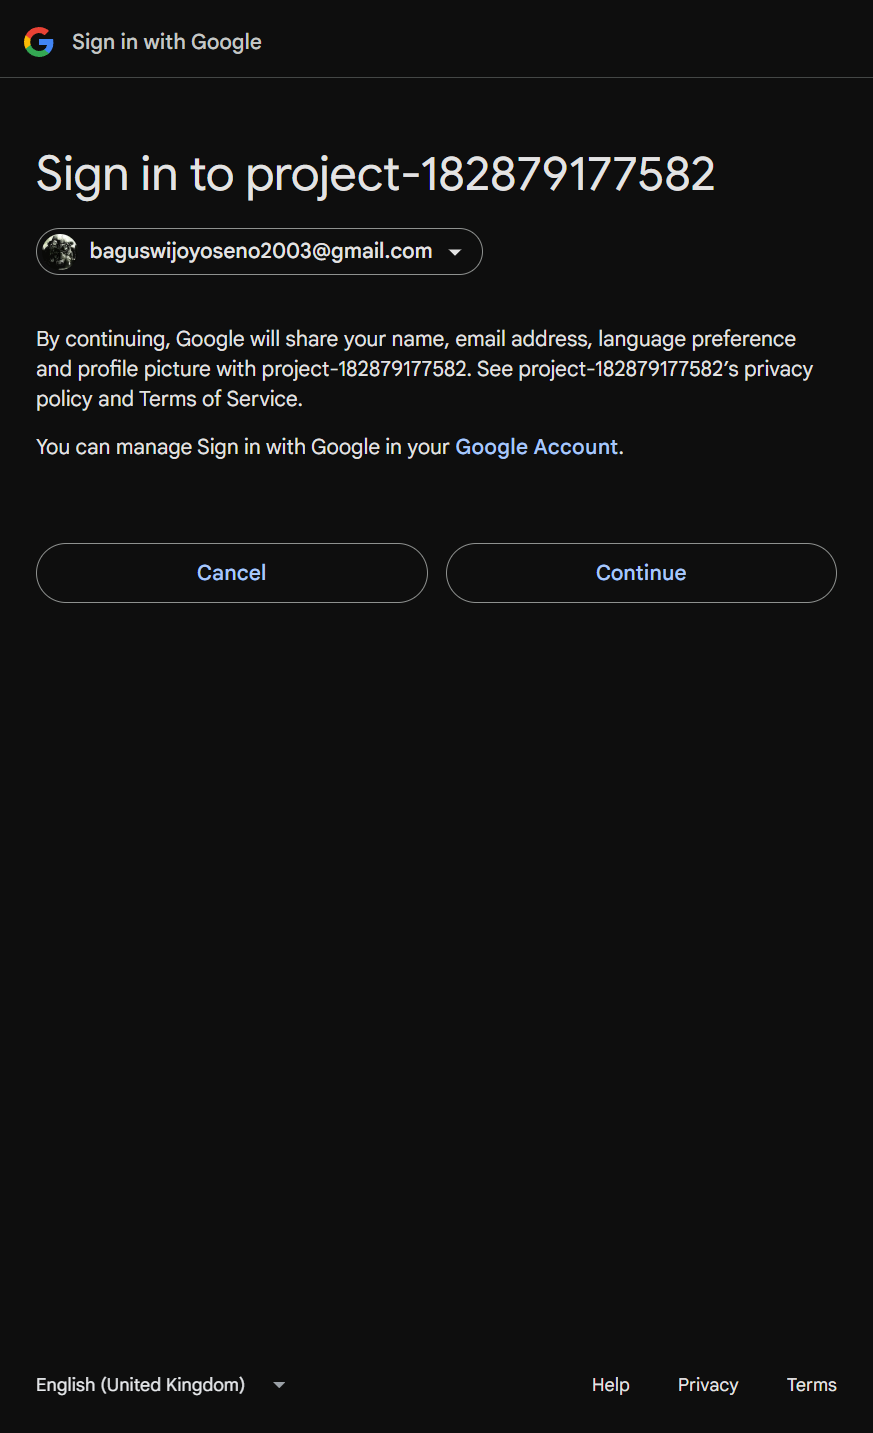 Sign in with Google
Sign in to project-182879177582
baguswijoyoseno2003@gmail.com
By continuing, Google will share your name, email address, language preference
and profile picture with project-182879177582. See project-182879177582’s privacy
policy and Terms of Service.
You can manage Sign in with Google in your Google Account.
Cancel Continue
English (United Kingdom) Help Privacy Terms